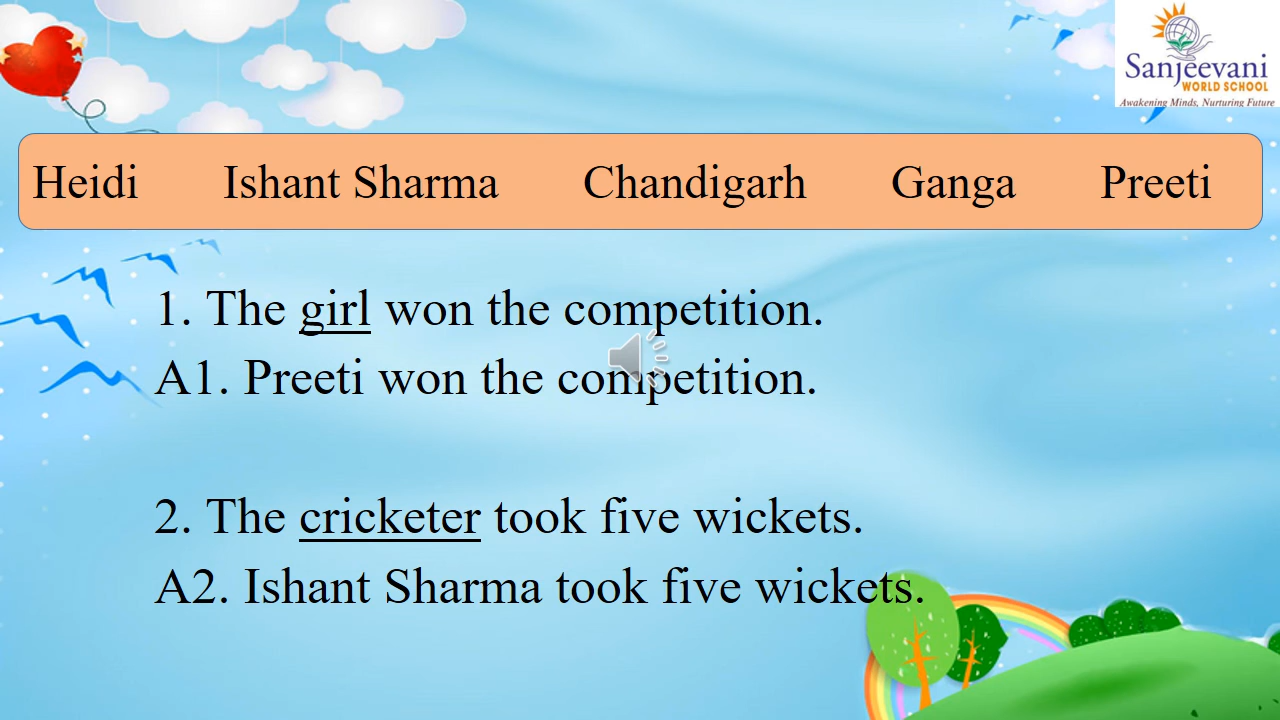 Sanjeevani
WORLD SCHOOL
Awakening Minds, Nurturing Future
Heidi Ishant Sharma Chandigarh Ganga Preeti
1. The girl won the competition.
A1. Preeti won the competition.
2. The cricketer took five wickets.
A2. Ishant Sharma took five wickets.